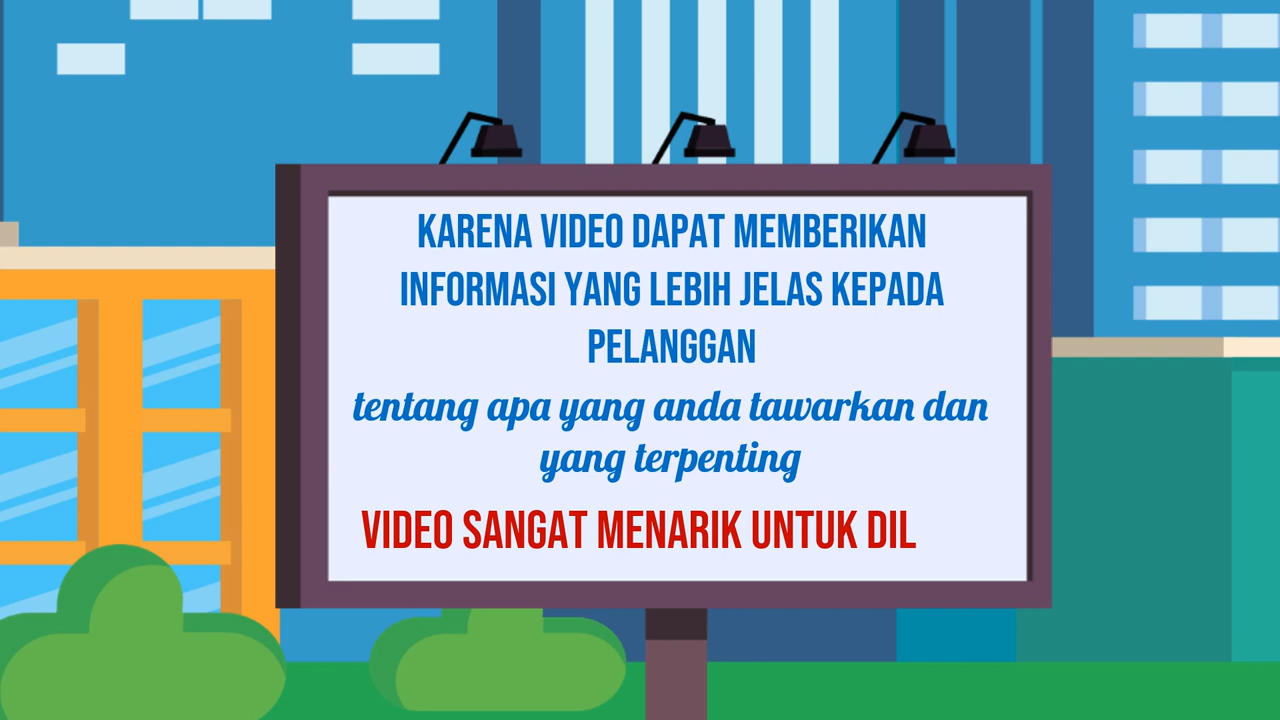 KARENA VIDEO DAPAT MEMBERIKAN
INFORMASI YANG LEBIH JELAS KEPADA
PELANGGAN
tentang apa yang anda tawarkan dan
yang terpenting
VIDEO SANGAT MENARIK UNTUK DIL